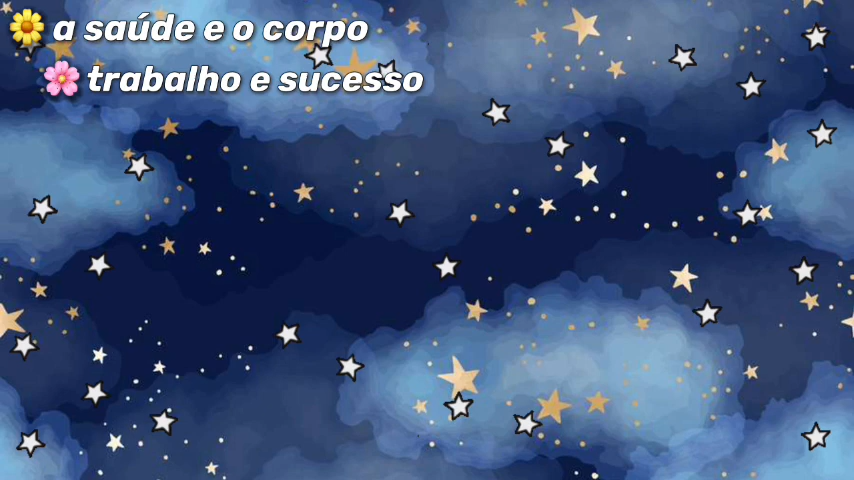 🌼 a saúde e o corpo
🌸 trabalho e sucesso